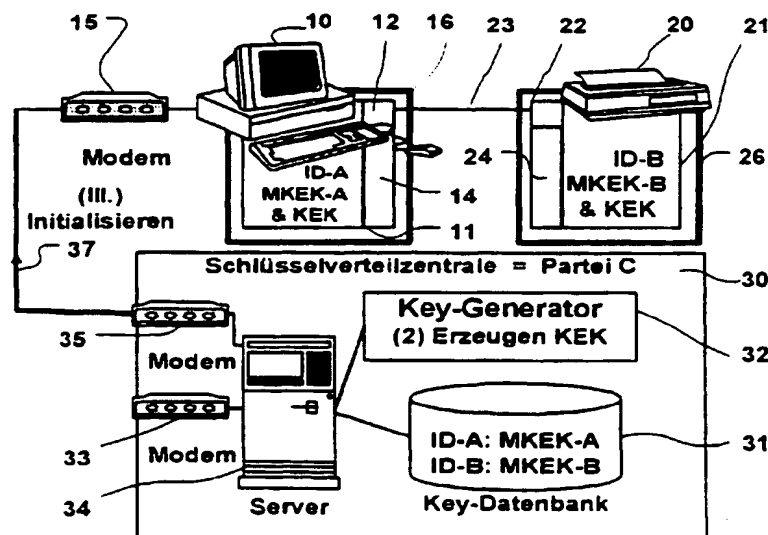 15
10
12
16
23
22
20
21
Modem
(III.)
Initialisieren
ID-A
MKEK-A
& KEK
14
11
24
ID-B
MKEK-B
& KEK
26
37
Schlüsselverteilzentrale = Partei C
30
35
Modem
Key-Generator
(2) Erzeugen KEK
32
33
Modem
34
Server
ID-A: MKEK-A
ID-B: MKEK-B
31
Key-Datenbank